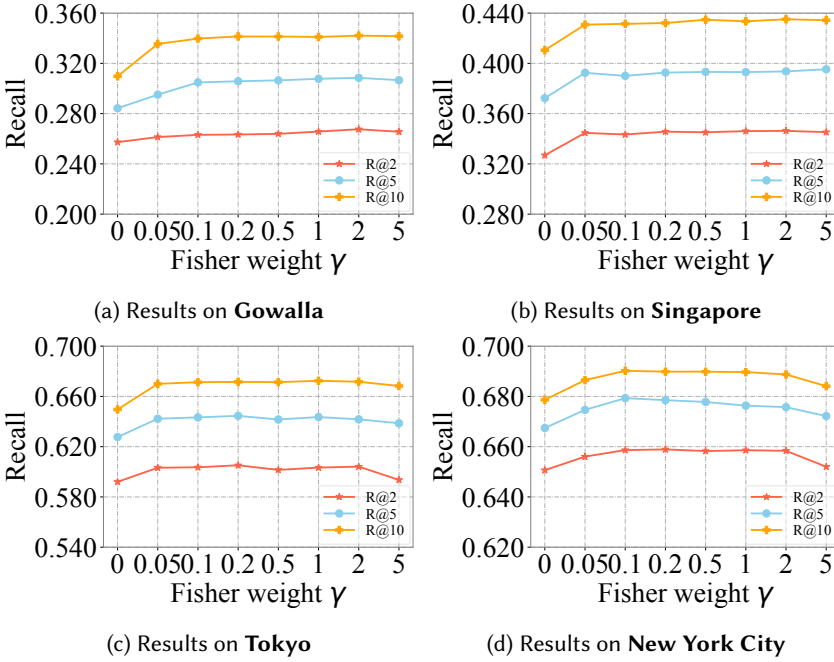 0.360
0.320
0.280
0.240
0.200
Recall
R@2
R@5
R@10
0 0.05 0.1 0.2 0.5 1 2 5
Fisher weight γ
(a) Results on Gowalla
0.440
0.400
0.360
0.320
0.280
Recall
R@2
R@5
R@10
0 0.05 0.1 0.2 0.5 1 2 5
Fisher weight γ
(b) Results on Singapore
0.700
0.660
0.620
0.580
0.540
Recall
R@2
R@5
R@10
0 0.05 0.1 0.2 0.5 1 2 5
Fisher weight γ
(c) Results on Tokyo
0.700
0.680
0.660
0.640
0.620
Recall
R@2
R@5
R@10
0 0.05 0.1 0.2 0.5 1 2 5
Fisher weight γ
(d) Results on New York City